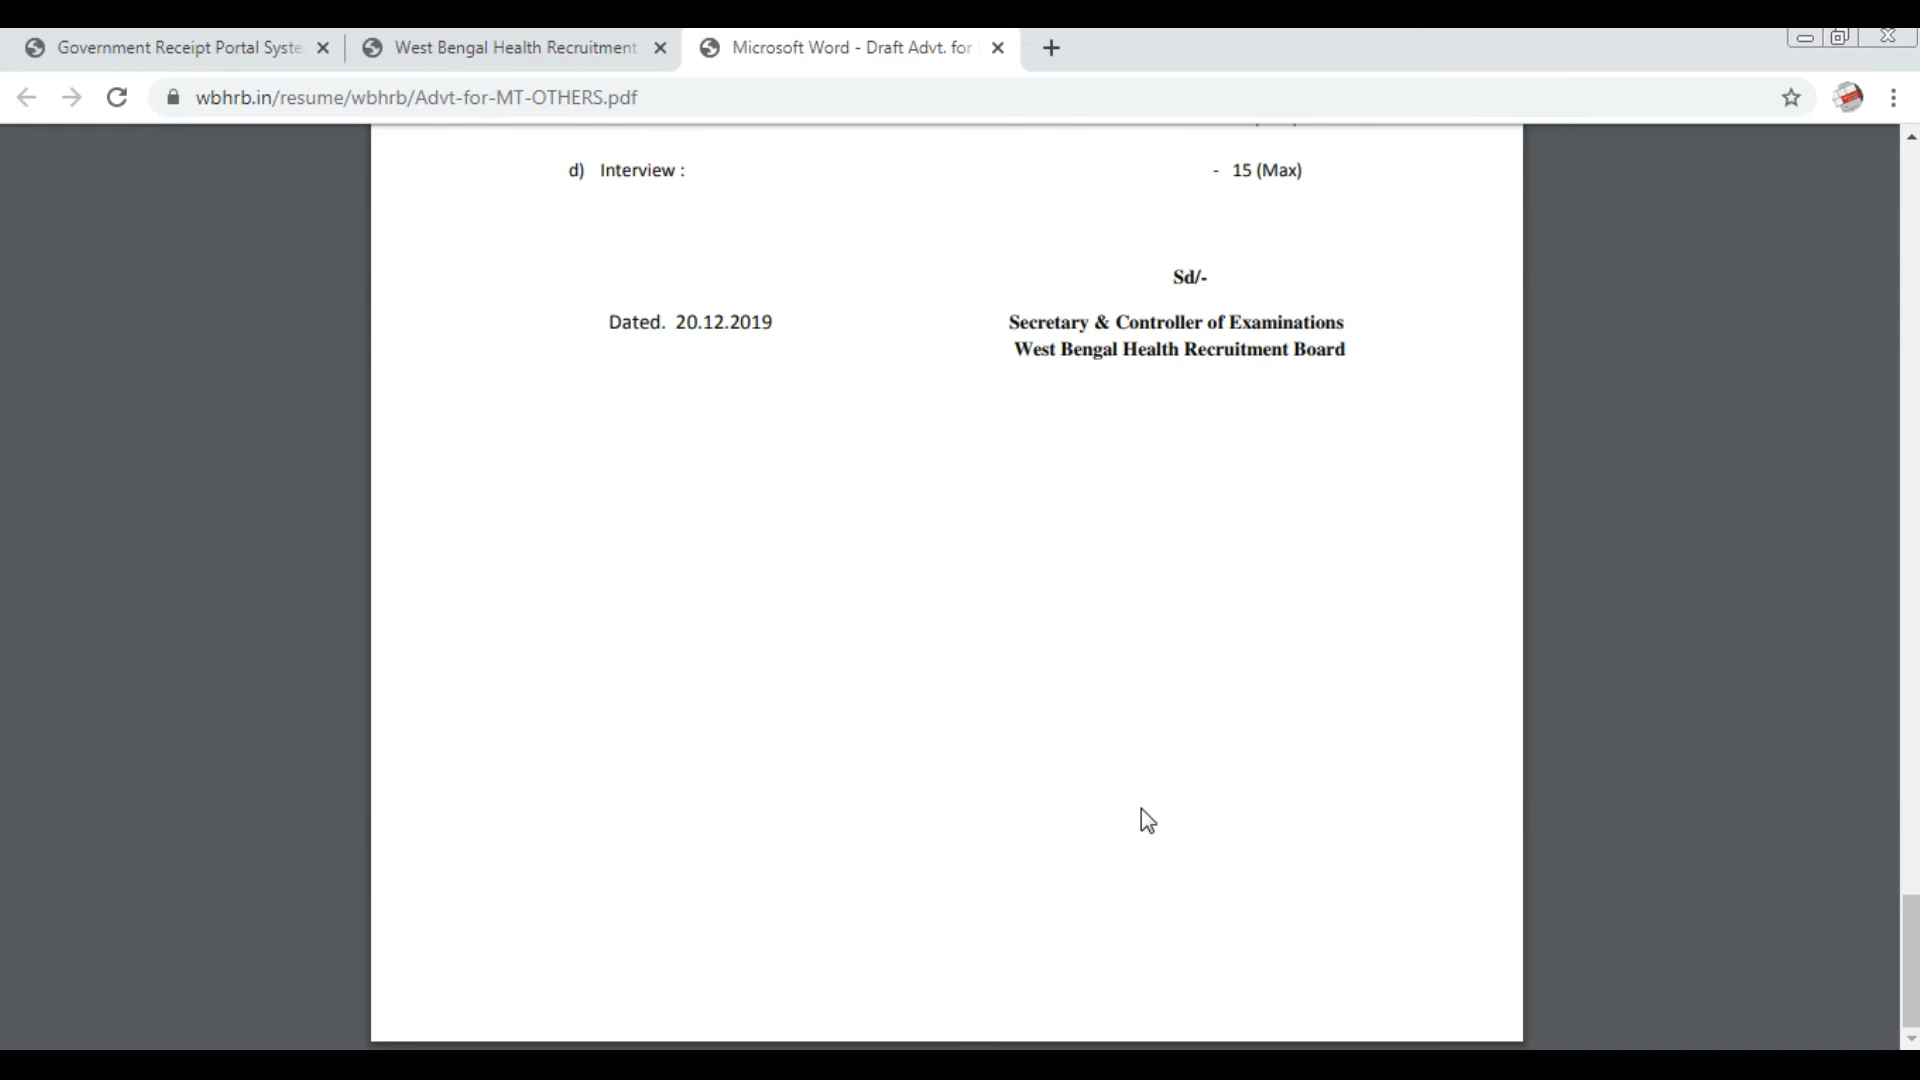 Government Receipt Portal Syste
West Bengal Health Recruitment
Microsoft Word - Draft Advt. for
wbhrb.in/resume/wbhrb/Advt-for-MT-OTHERS.pdf
d) Interview : - 15 (Max)
Sd/-
Dated. 20.12.2019 Secretary & Controller of Examinations
West Bengal Health Recruitment Board